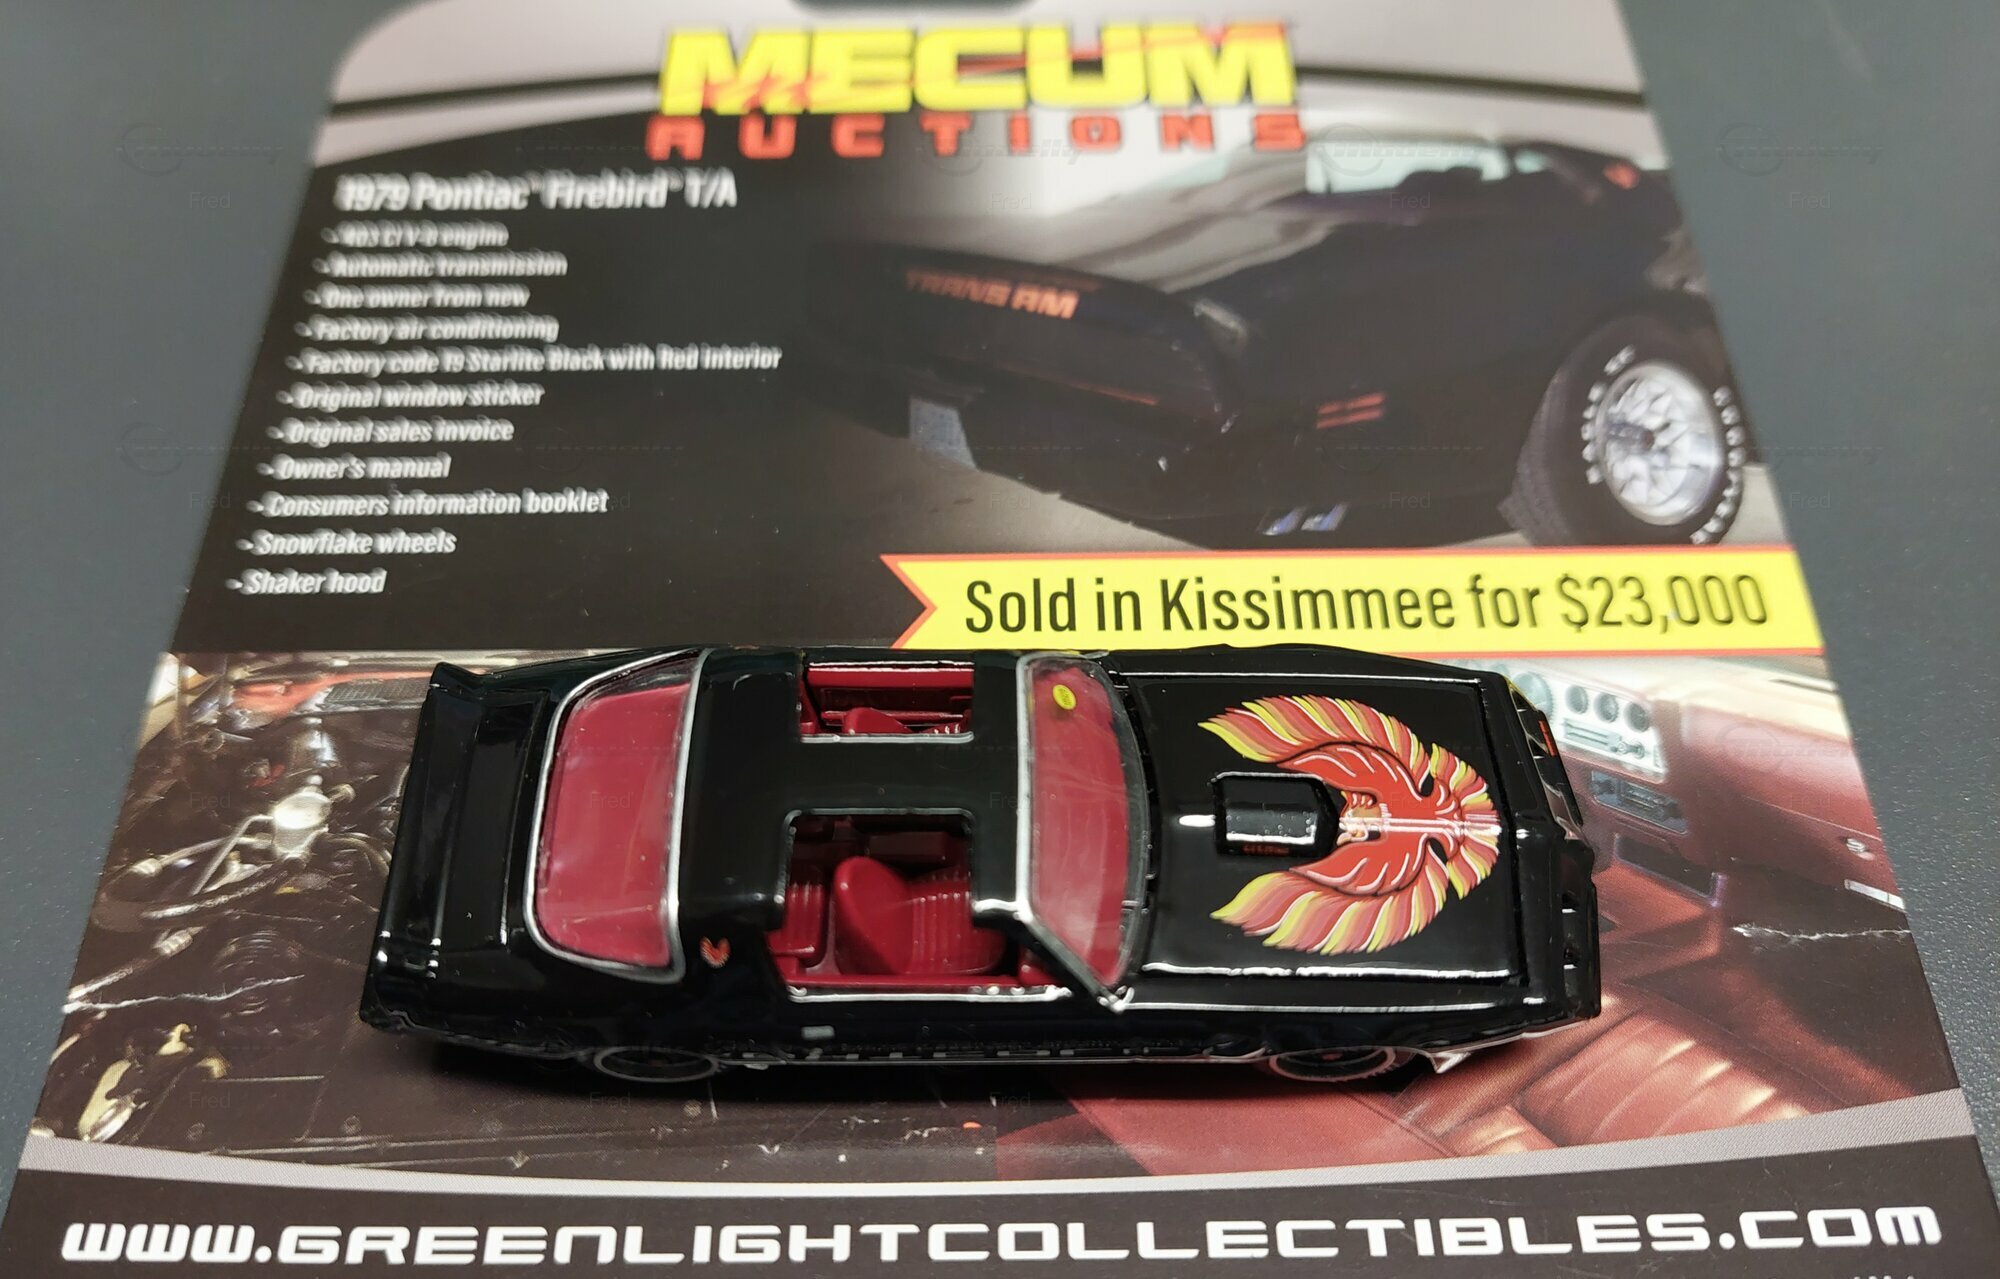 MECUM
AUCTIONS
1979 Pontiac® Firebird® T/A
- 403 CI V-8 engine
- Automatic transmission
- One owner from new
- Factory air conditioning
- Factory code 19 Starlite Black with Red interior
- Original window sticker
- Original sales invoice
- Owner's manual
- Consumers information booklet
- Snowflake wheels
- Shaker hood
TRANS AM
Sold in Kissimmee for $23,000
www.GREENLIGHTCOLLECTIBLES.COM
Fred